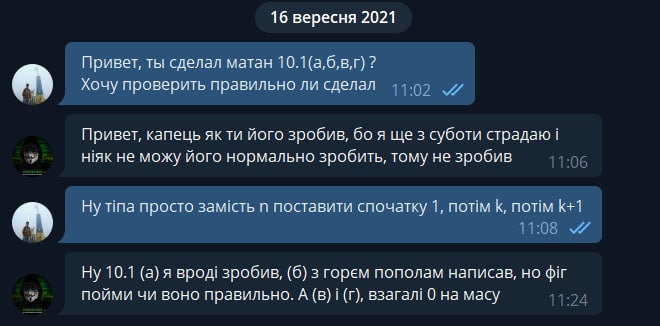 16 вересня 2021
Привет, ты сделал матан 10.1(а,б,в,г) ?
Хочу проверить правильно ли сделал
11:02
Привет, капець як ти його зробив, бо я ще з суботи страдаю і
ніяк не можу його нормально зробить, тому не зробив
11:06
Ну тіпа просто замість n поставити спочатку 1, потім k, потім k+1
11:08
Ну 10.1 (а) я вроді зробив, (б) з горєм пополам написав, но фіг
пойми чи воно правильно. А (в) і (г), взагалі 0 на масу
11:24